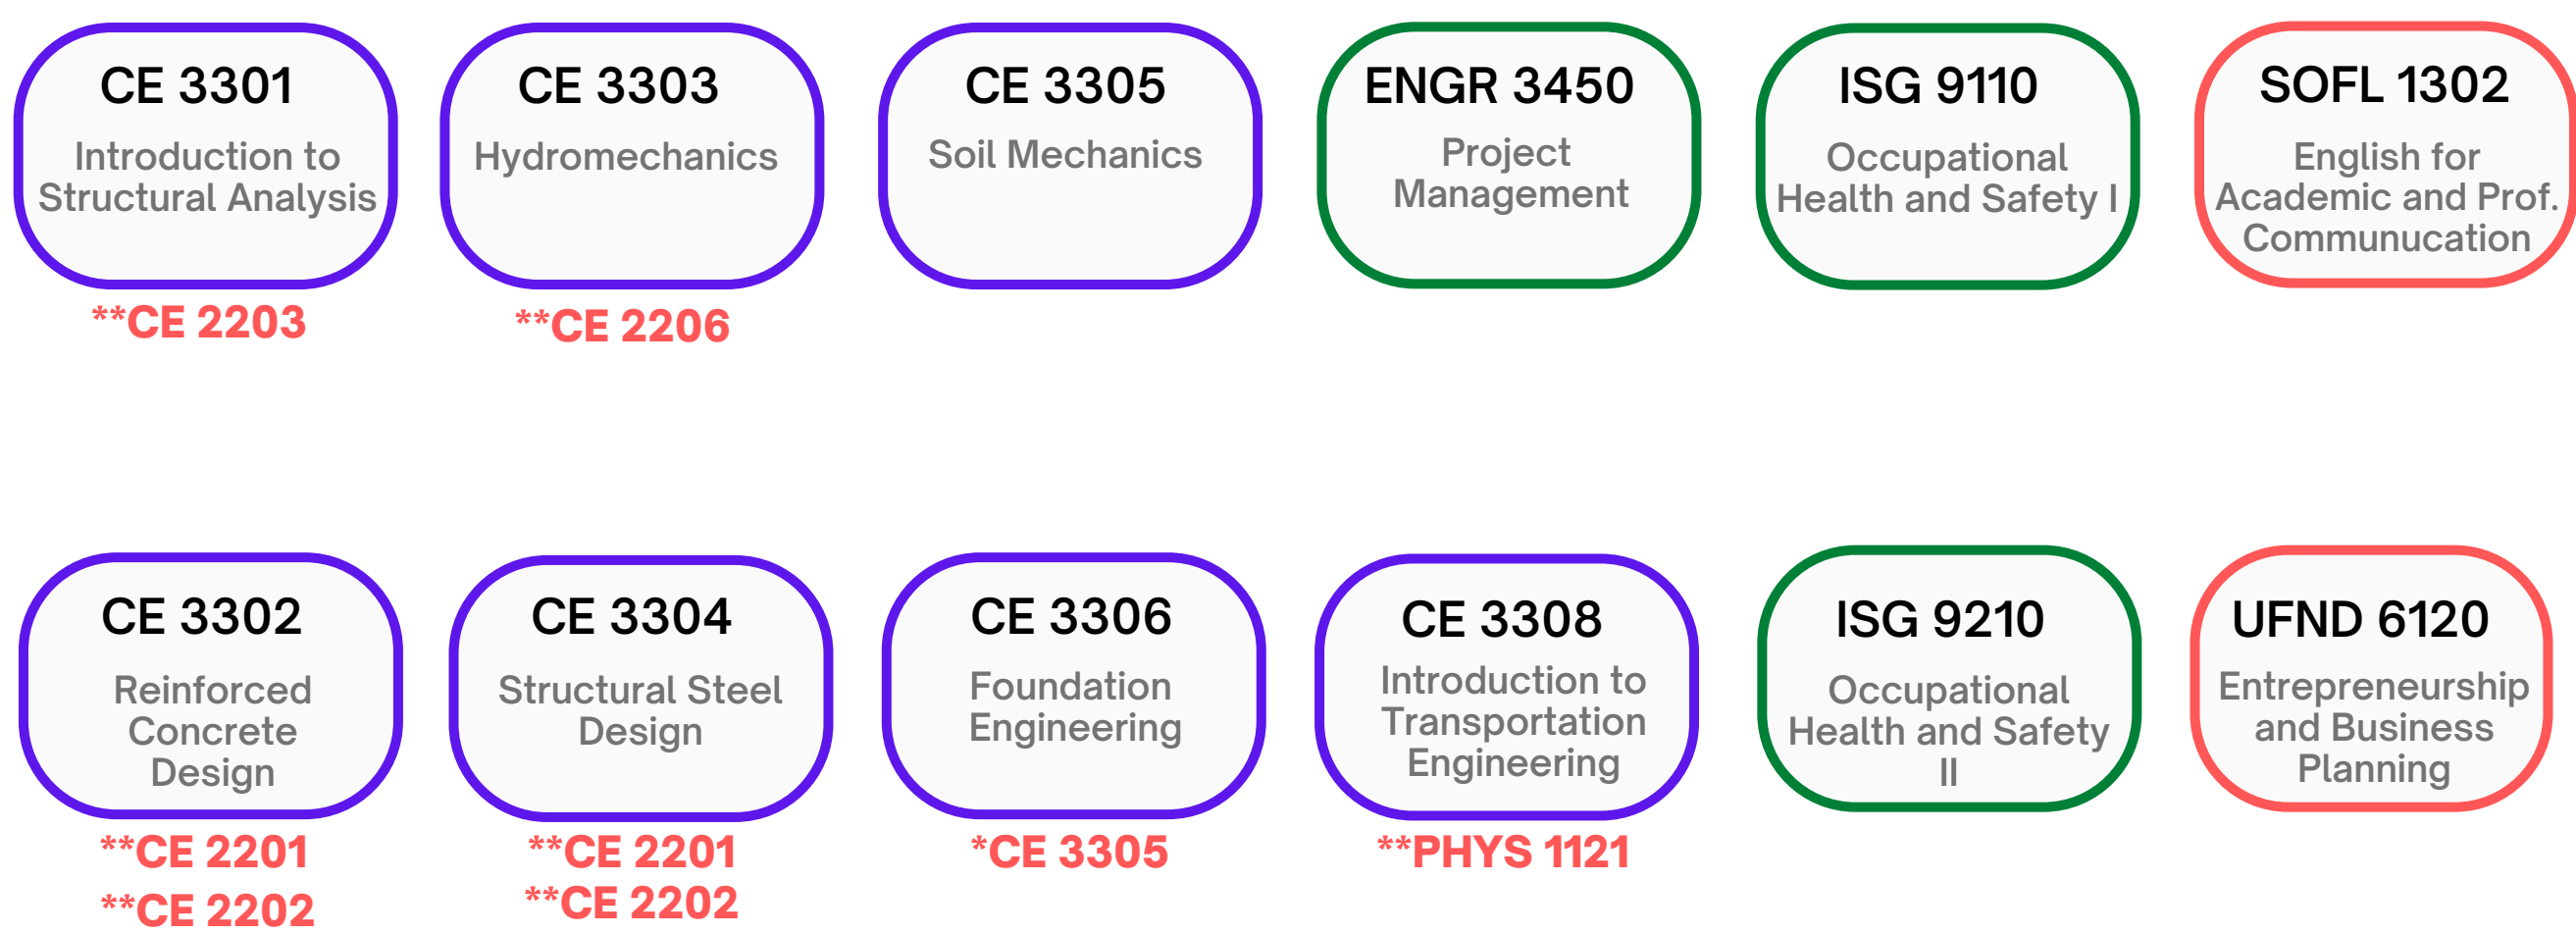 CE 3301
Introduction to
Structural Analysis
**CE 2203
CE 3303
Hydromechanics
**CE 2206
CE 3305
Soil Mechanics
ENGR 3450
Project
Management
ISG 9110
Occupational
Health and Safety I
SOFL 1302
English for
Academic and Prof.
Communucation
CE 3302
Reinforced
Concrete
Design
**CE 2201
**CE 2202
CE 3304
Structural Steel
Design
**CE 2201
**CE 2202
CE 3306
Foundation
Engineering
*CE 3305
CE 3308
Introduction to
Transportation
Engineering
**PHYS 1121
ISG 9210
Occupational
Health and Safety
II
UFND 6120
Entrepreneurship
and Business
Planning